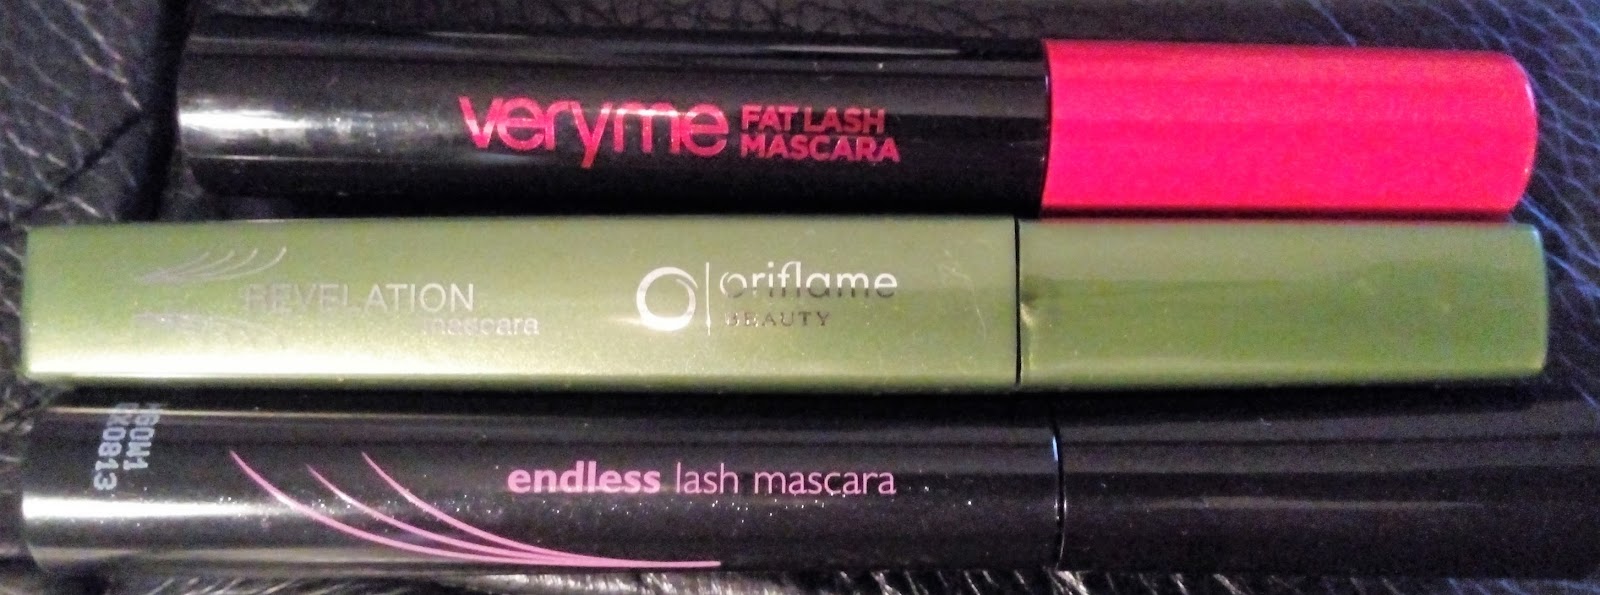 veryme FAT LASH
MASCARA
REVELATION
mascara
oriflame
BEAUTY
endless lash mascara